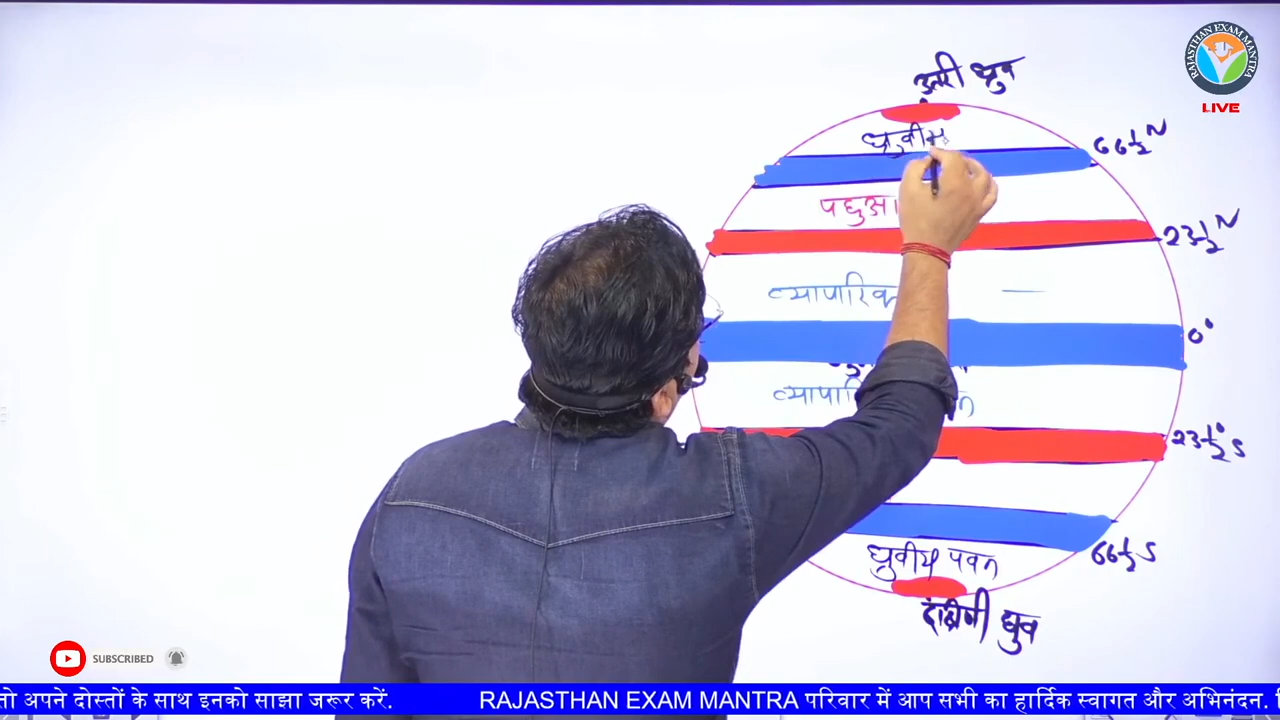 RAJASTHAN EXAM MANTRA
LIVE
उत्तरी ध्रुव
ध्रुवीय
66½ N
पछुआ
23½ N
व्यापारिक
0°
व्यापारि
23½° S
ध्रुवीय पवन
66½ S
दक्षिणी ध्रुव
SUBSCRIBED
तो अपने दोस्तों के साथ इनको साझा जरूर करें. RAJASTHAN EXAM MANTRA परिवार में आप सभी का हार्दिक स्वागत और अभिनंदन.